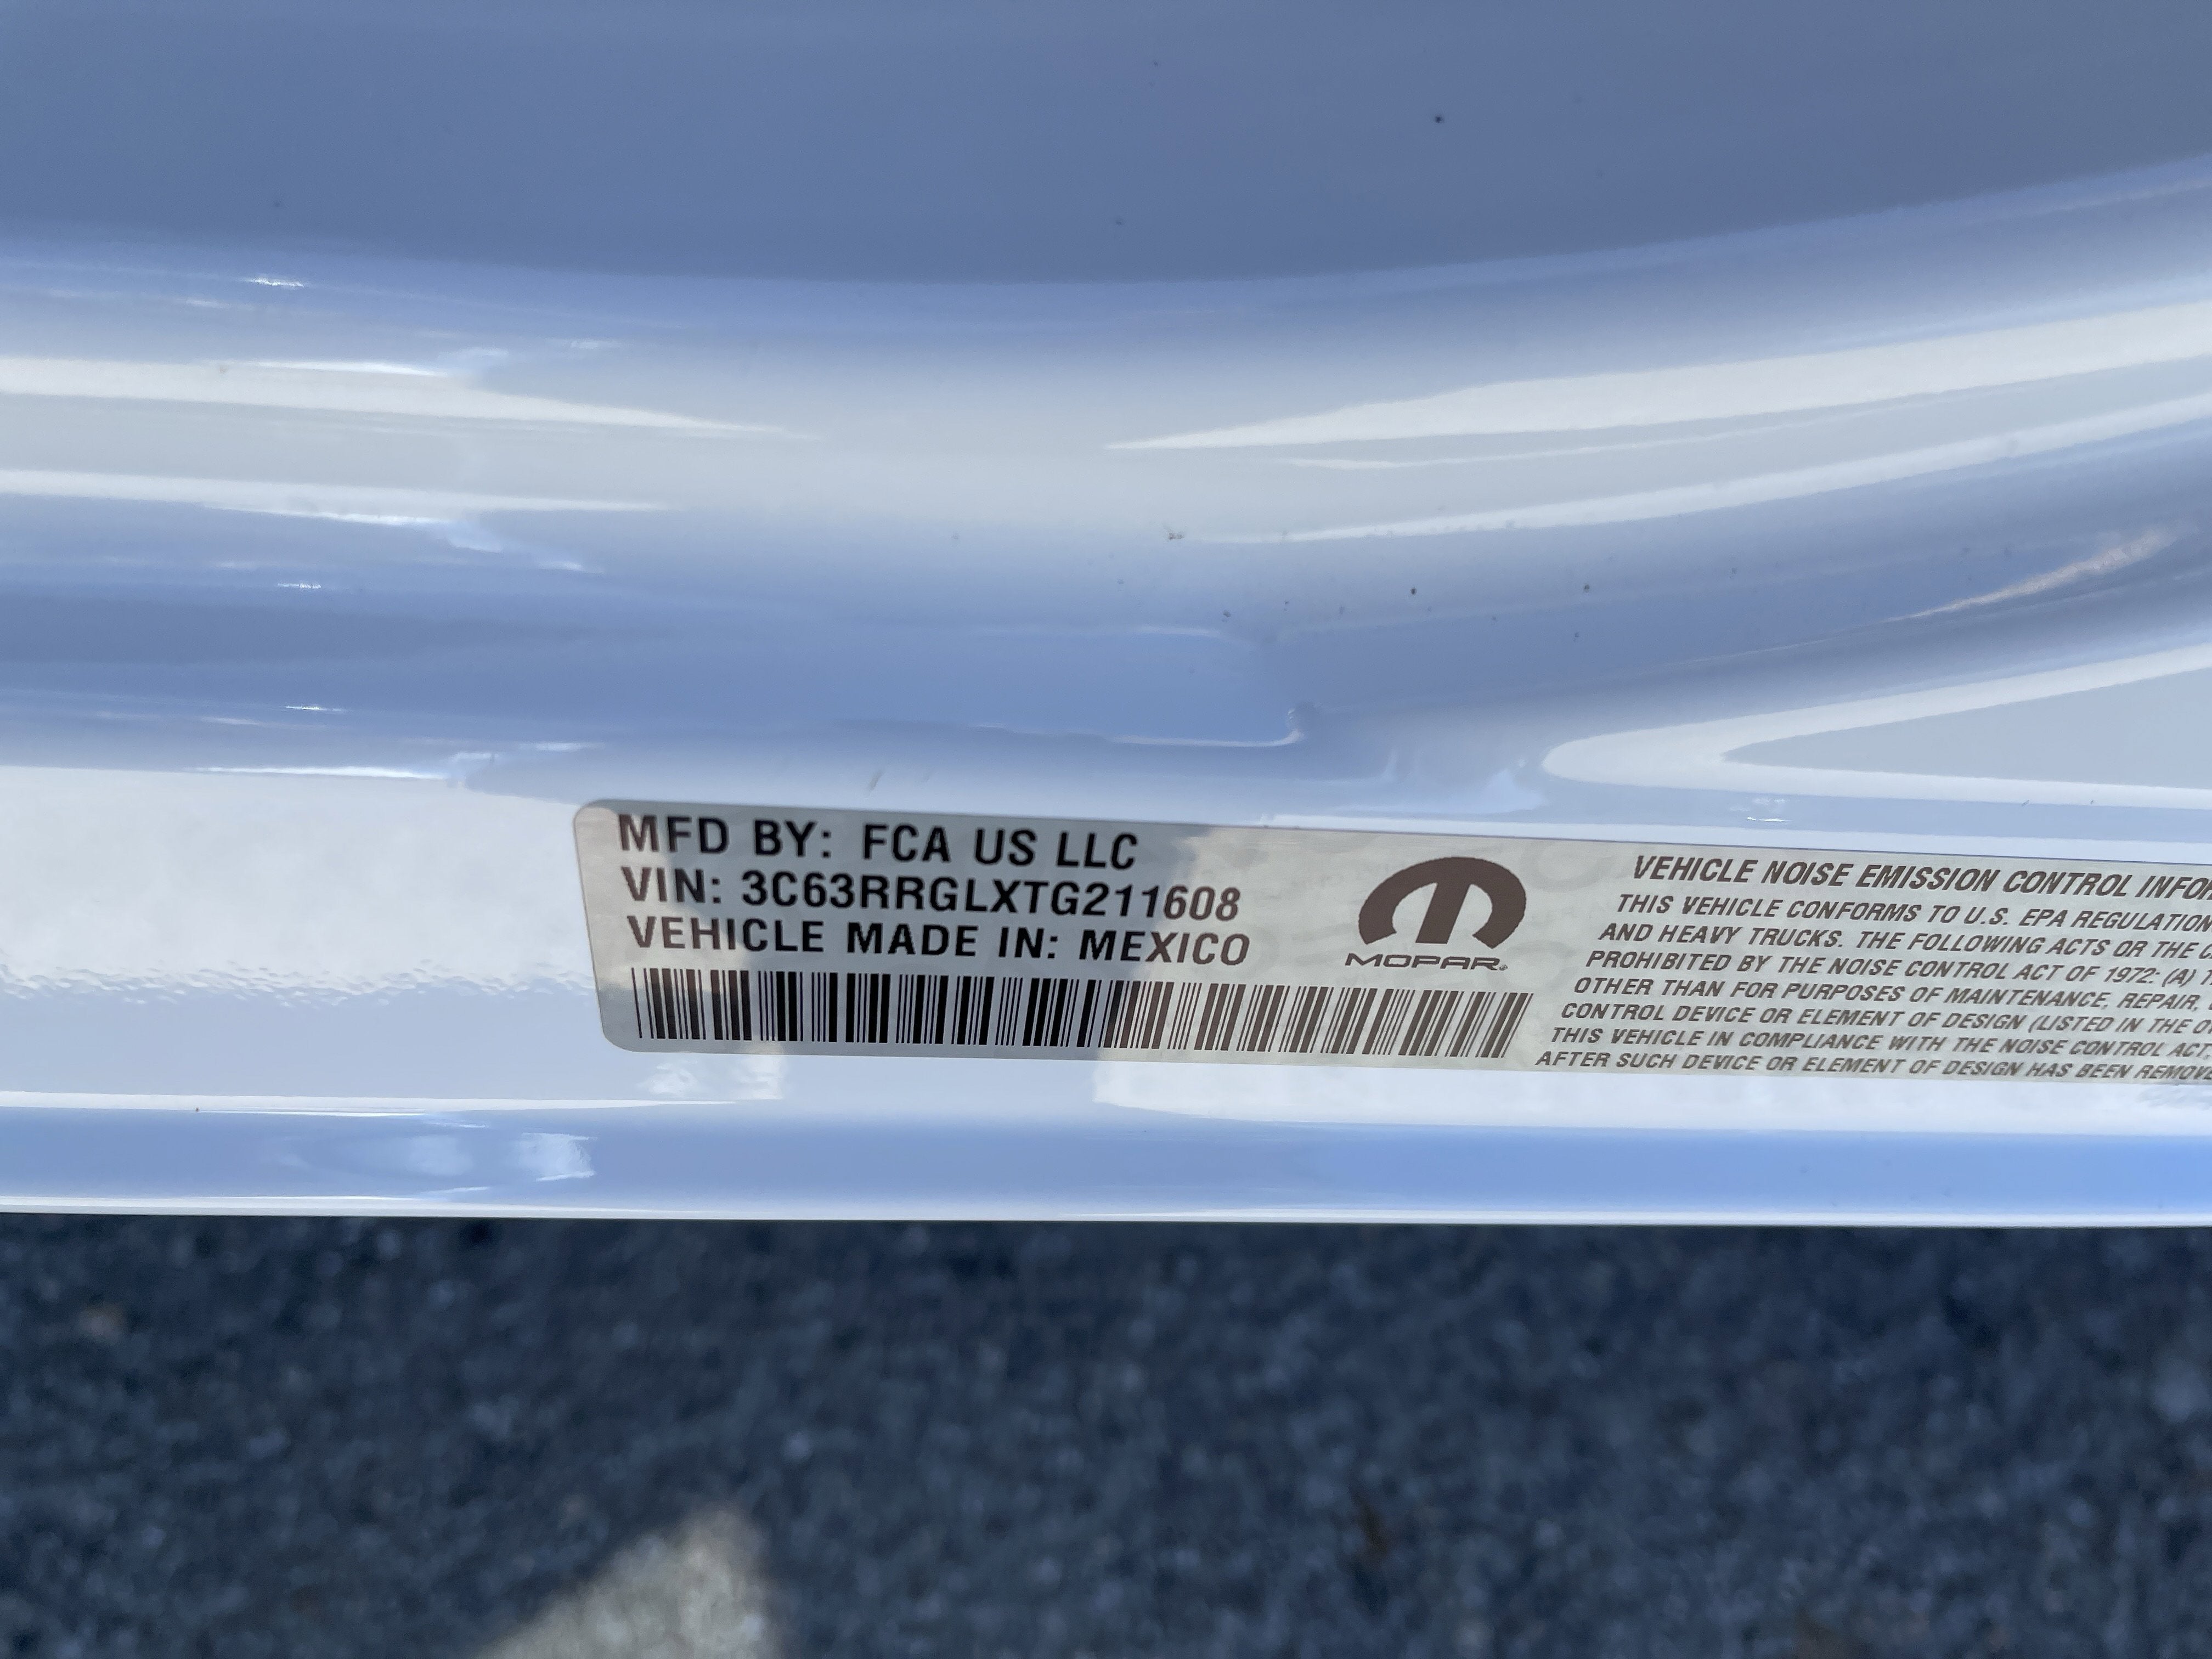 MFD BY: FCA US LLC
VIN: 3C63RRGLXTG211608
VEHICLE MADE IN: MEXICO
MOPAR®
VEHICLE NOISE EMISSION CONTROL
THIS VEHICLE CONFORMS TO U.S. EPA
AND HEAVY TRUCKS. THE FOLLOWING ACTS OR THE
PROHIBITED BY THE NOISE CONTROL ACT OF 1972: (A)
OTHER THAN FOR PURPOSES OF MAINTENANCE, REPAIR,
CONTROL DEVICE OR ELEMENT OF DESIGN (LISTED IN THE
THIS VEHICLE IN COMPLIANCE WITH THE NOISE CONTROL ACT,
AFTER SUCH DEVICE OR ELEMENT OF DESIGN HAS BEEN